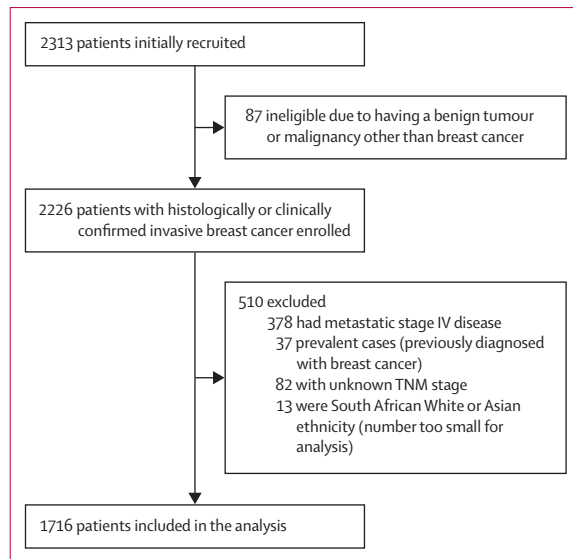 2313 patients initially recruited
87 ineligible due to having a benign tumour
or malignancy other than breast cancer
2226 patients with histologically or clinically
confirmed invasive breast cancer enrolled
510 excluded
378 had metastatic stage IV disease
37 prevalent cases (previously diagnosed
with breast cancer)
82 with unknown TNM stage
13 were South African White or Asian
ethnicity (number too small for
analysis)
1716 patients included in the analysis